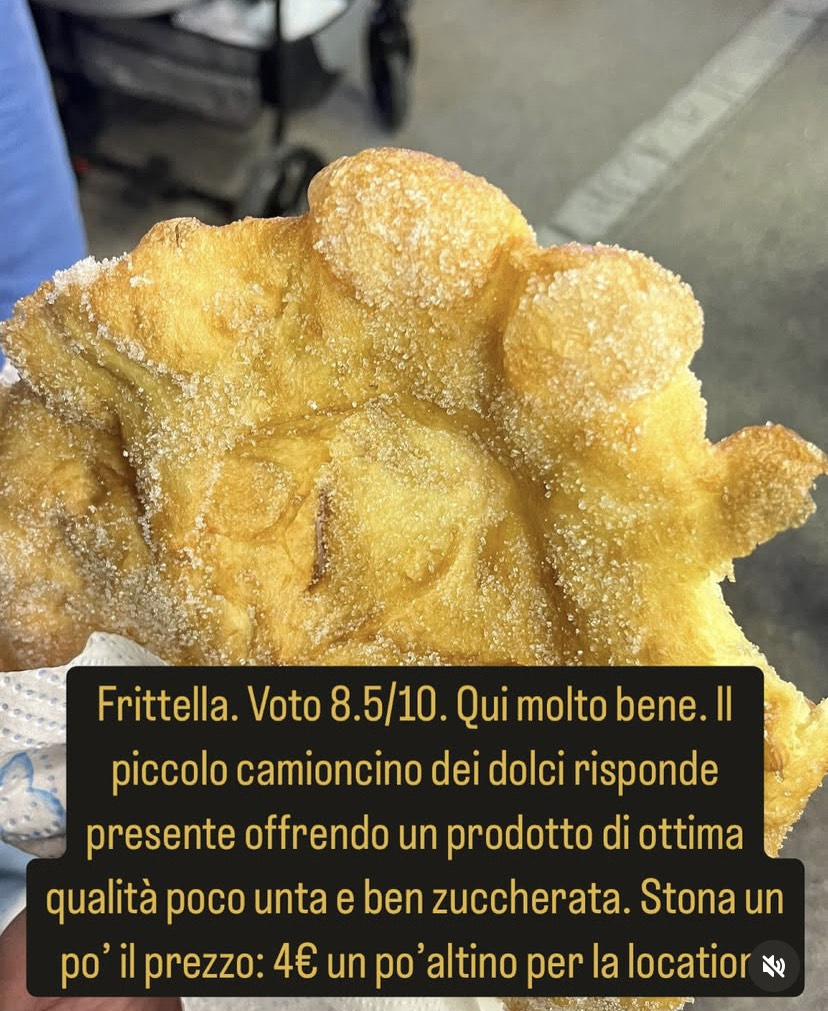 Frittella. Voto 8.5/10. Qui molto bene. Il
piccolo camioncino dei dolci risponde
presente offrendo un prodotto di ottima
qualità poco unta e ben zuccherata. Stona un
po’ il prezzo: 4€ un po’altino per la location